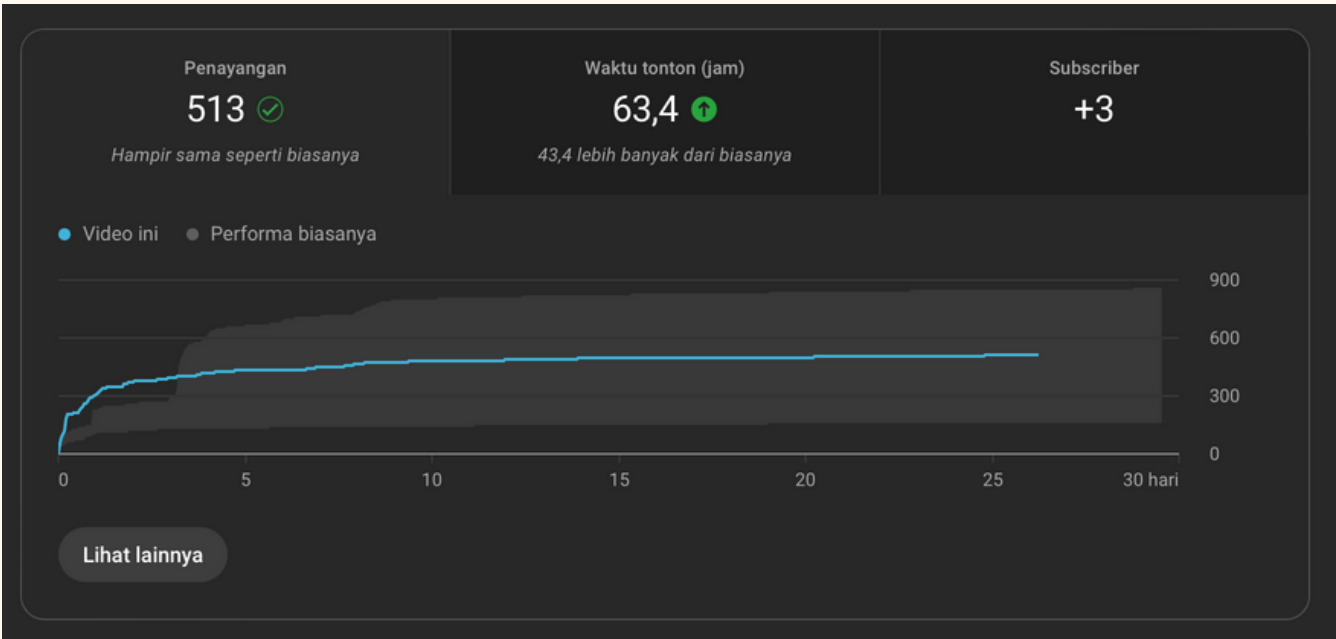 Penayangan
513
Hampir sama seperti biasanya
Waktu tonton (jam)
63,4
43,4 lebih banyak dari biasanya
Subscriber
+3
Video ini
Performa biasanya
900
600
300
0
0 5 10 15 20 25 30 hari
Lihat lainnya